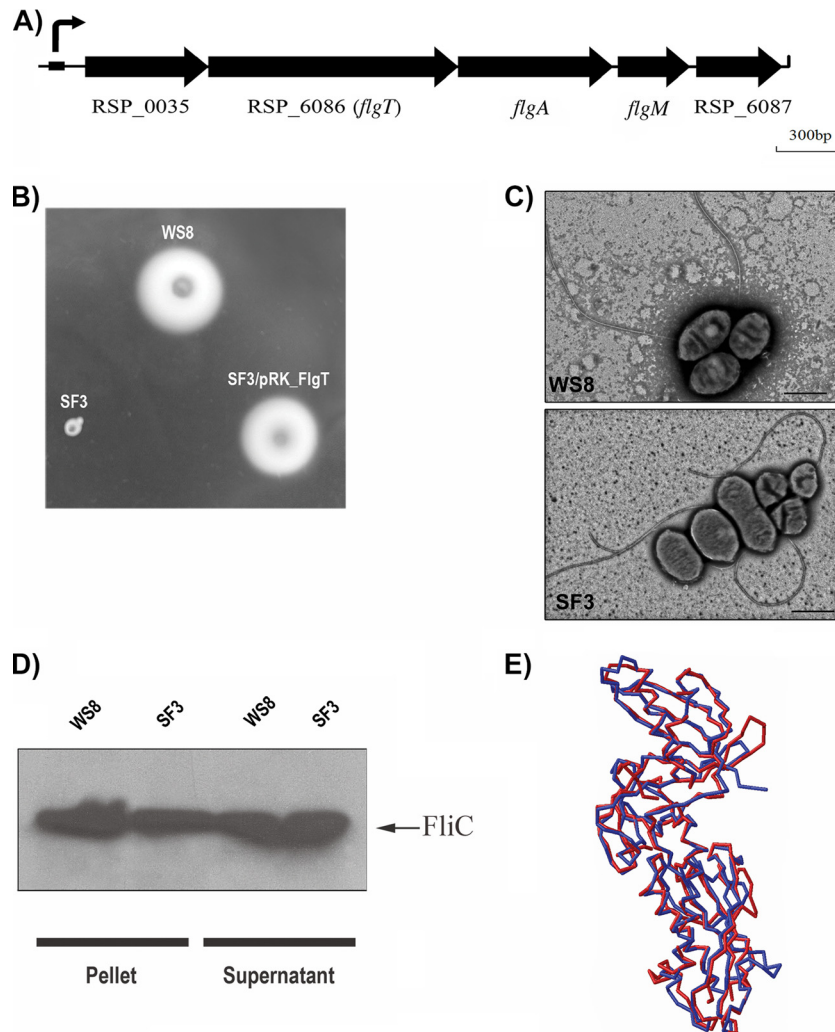 A)
RSP_0035 RSP_6086 (flgT) flgA flgM RSP_6087
300bp
B)
WS8
SF3/pRK_FlgT
SF3
C)
WS8
SF3
D)
WS8 SF3 WS8 SF3
FliC
Pellet Supernatant
E)